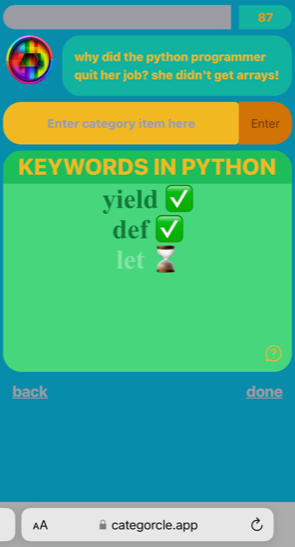 87
why did the python programmer
quit her job? she didn't get arrays!
Enter category item here
Enter
KEYWORDS IN PYTHON
yield ✅
def ✅
let ⌛
back
done
AA
categorcle.app